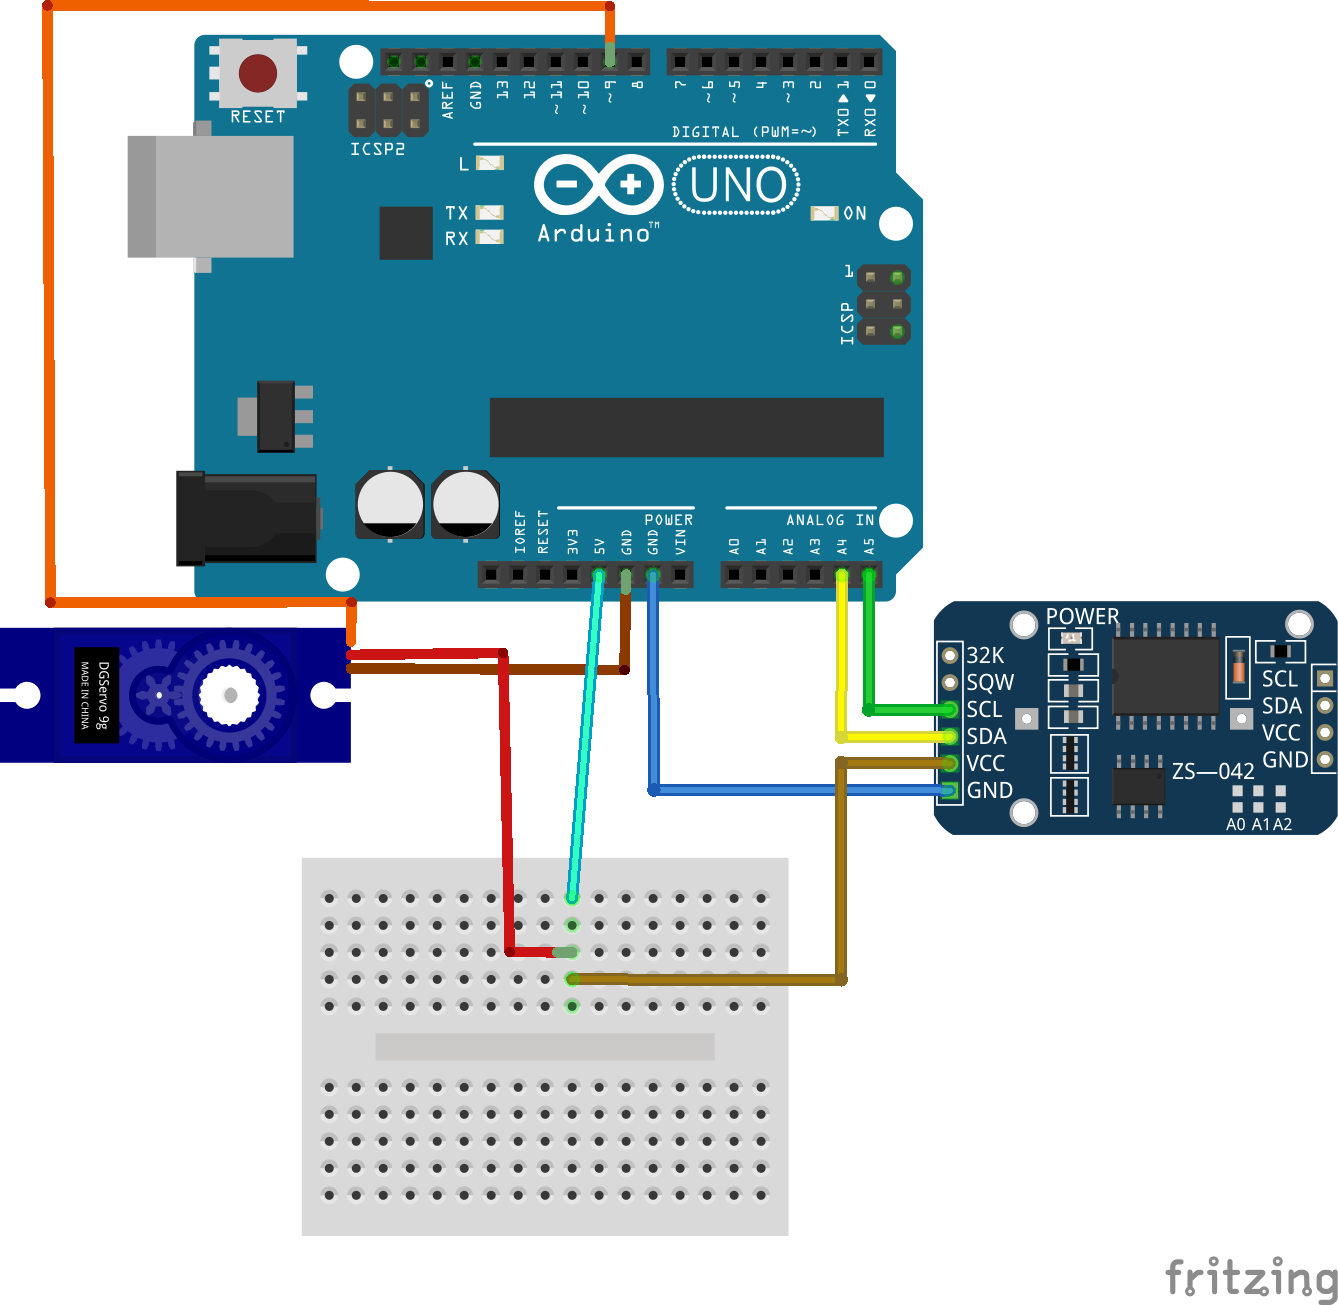 RESET
ICSP2
AREF
GND
13
12
~11
~10
~9
8
7
~6
~5
4
~3
2
TX0▶1
RX0◀0
DIGITAL (PWM=~)
L
TX
RX
Arduino™
UNO
ON
1
ICSP
IOREF
RESET
3V3
5V
GND
GND
VIN
POWER
A0
A1
A2
A3
A4
A5
ANALOG IN
DGServo 9g
MADE IN CHINA
POWER
32K
SQW
SCL
SDA
VCC
GND
SCL
SDA
VCC
GND
ZS—042
A0 A1 A2
fritzing